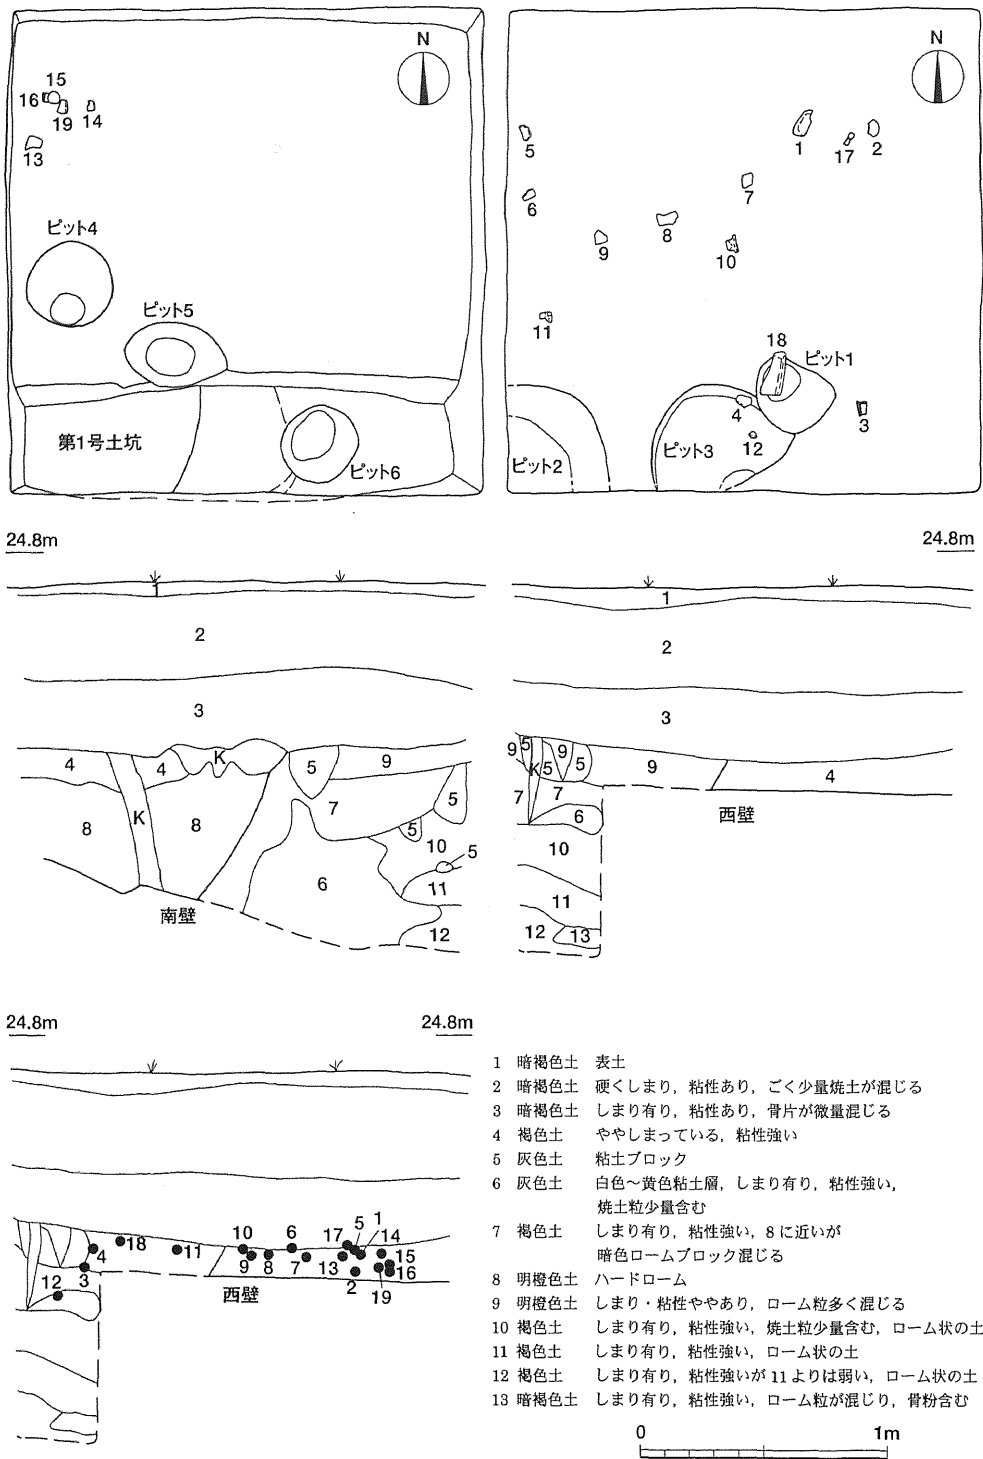 N
15
16
19
14
13
ピット4
ピット5
第1号土坑
ピット6
N
5
1
17
2
6
7
8
9
10
11
18
ピット1
4
3
12
ピット3
ピット2
24.8m
24.8m
1
2
3
4
4
K
5
9
8
K
8
7
5
5
10
5
6
11
12
南壁
1
2
3
9
5
K
5
9
5
9
4
7
7
6
西壁
10
11
12
13
24.8m
24.8m
4
18
11
10
6
17
5
1
14
9
8
7
13
15
16
3
2
19
12
西壁
1 暗褐色土 表土
2 暗褐色土 硬くしまり，粘性あり，ごく少量焼土が混じる
3 暗褐色土 しまり有り，粘性あり，骨片が微量混じる
4 褐色土 ややしまっている，粘性強い
5 灰色土 粘土ブロック
6 灰色土 白色～黄色粘土層，しまり有り，粘性強い，
焼土粒少量含む
7 褐色土 しまり有り，粘性強い，8に近いが
暗色ロームブロック混じる
8 明橙色土 ハードローム
9 明橙色土 しまり・粘性ややあり，ローム粒多く混じる
10 褐色土 しまり有り，粘性強い，焼土粒少量含む，ローム状の土
11 褐色土 しまり有り，粘性強い，ローム状の土
12 褐色土 しまり有り，粘性強いが11よりは弱い，ローム状の土
13 暗褐色土 しまり有り，粘性強い，ローム粒が混じり，骨粉含む
0 1m